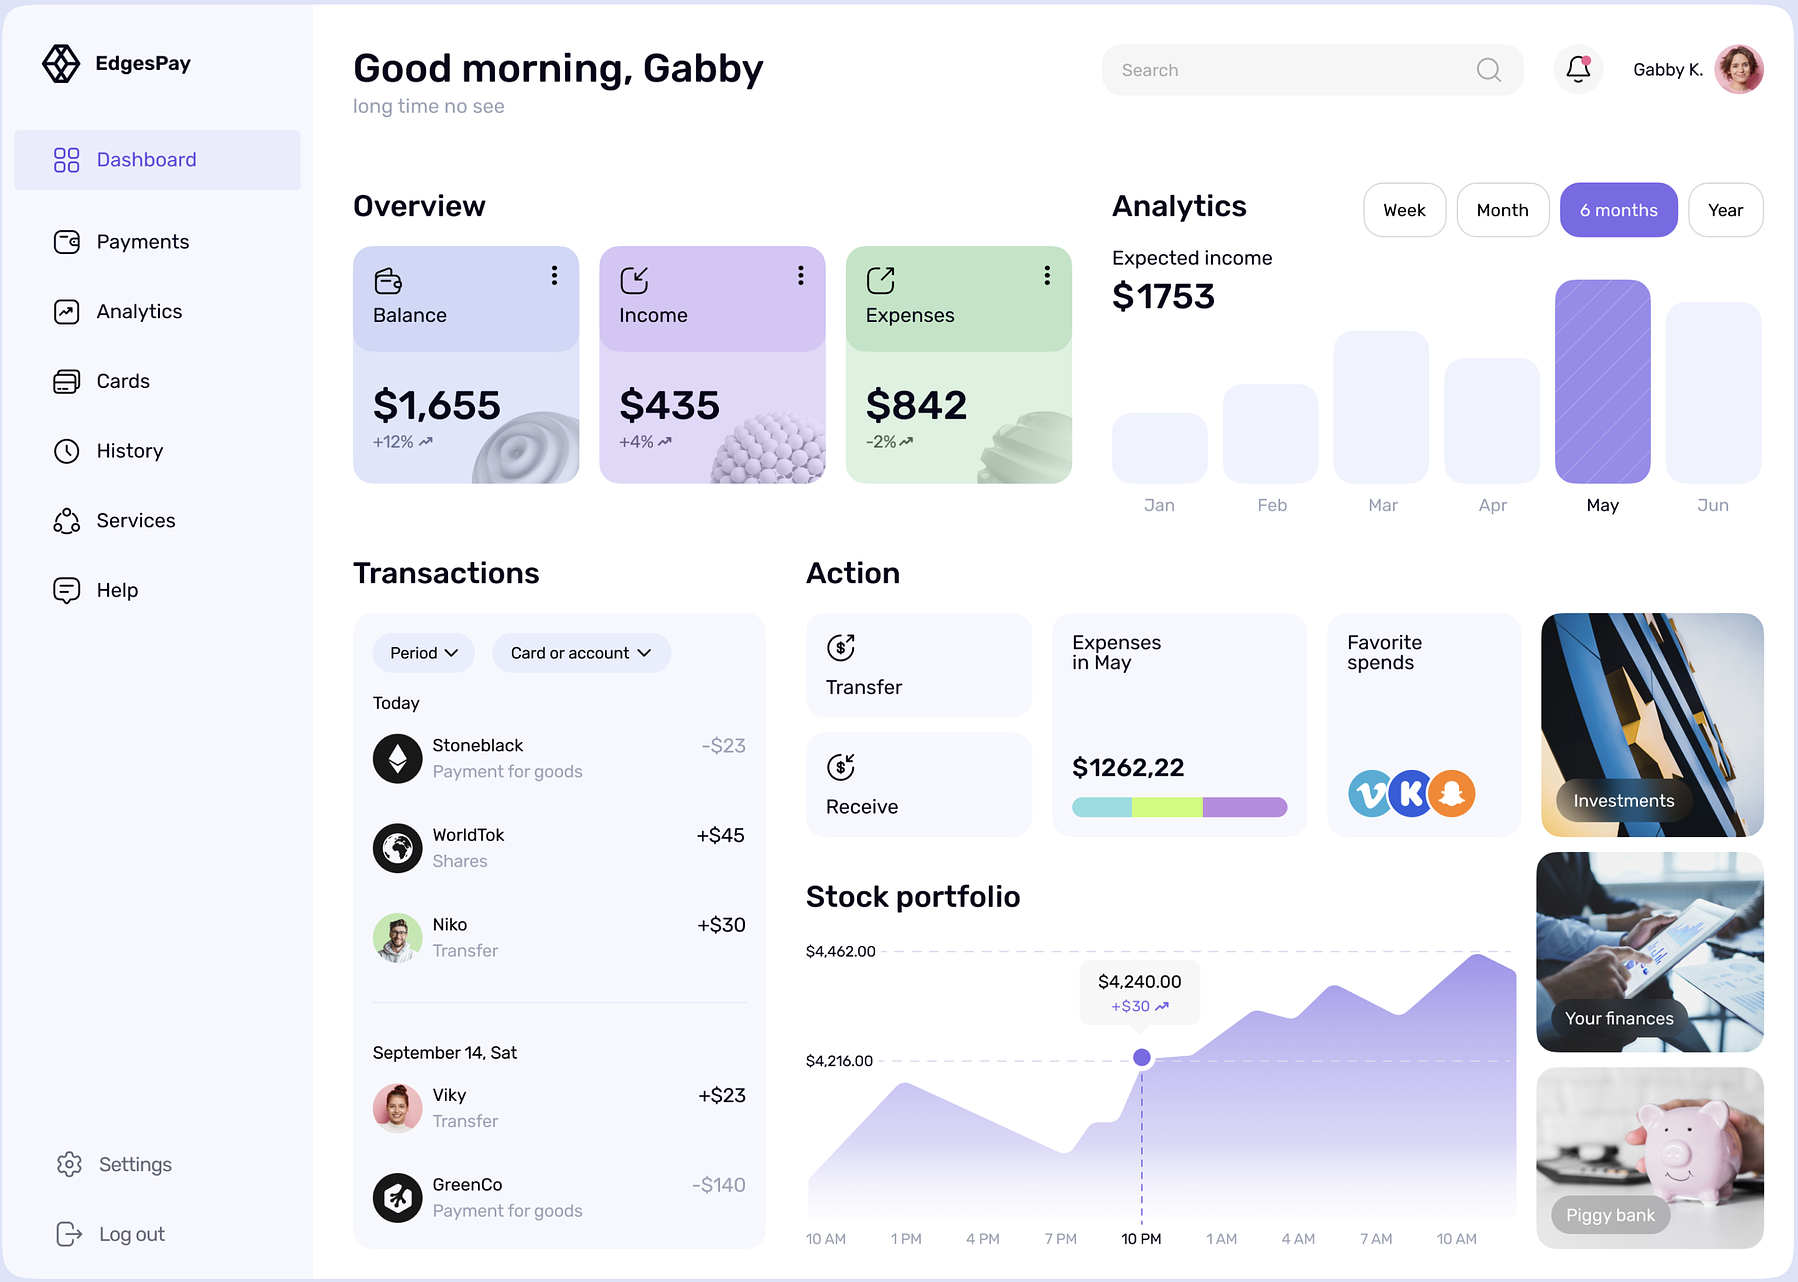 EdgesPay
Dashboard
Payments
Analytics
Cards
History
Services
Help
Settings
Log out
Good morning, Gabby
long time no see
Search
Gabby K.
Overview
Balance
$1,655
+12%
Income
$435
+4%
Expenses
$842
-2%
Analytics
Week
Month
6 months
Year
Expected income
$1753
Jan
Feb
Mar
Apr
May
Jun
Transactions
Period
Card or account
Today
Stoneblack
-$23
Payment for goods
WorldTok
+$45
Shares
Niko
+$30
Transfer
September 14, Sat
Viky
+$23
Transfer
GreenCo
-$140
Payment for goods
Action
Transfer
Receive
Expenses
in May
$1262,22
Favorite
spends
Investments
Your finances
Piggy bank
Stock portfolio
$4,462.00
$4,240.00
+$30
$4,216.00
10 AM
1 PM
4 PM
7 PM
10 PM
1 AM
4 AM
7 AM
10 AM